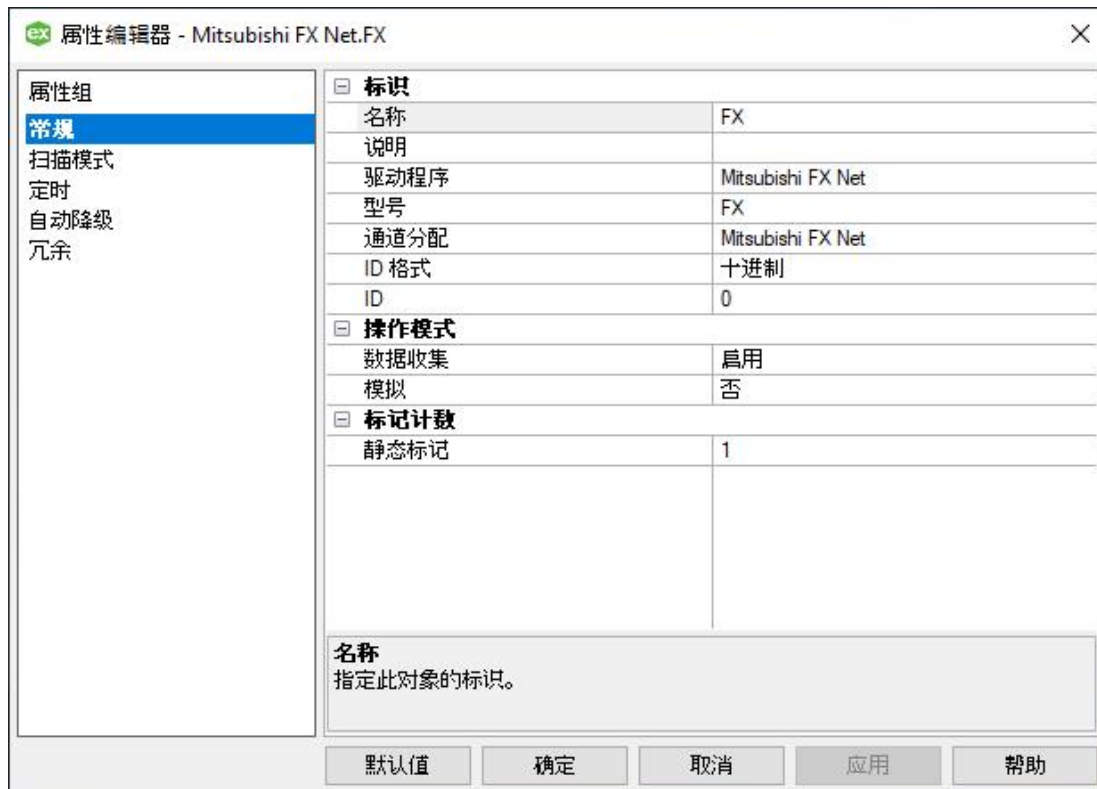 属性编辑器 - Mitsubishi FX Net.FX
属性组
常规
扫描模式
定时
自动降级
冗余
标识
名称 FX
说明
驱动程序 Mitsubishi FX Net
型号 FX
通道分配 Mitsubishi FX Net
ID 格式 十进制
ID 0
操作模式
数据收集 启用
模拟 否
标记计数
静态标记 1
名称
指定此对象的标识。
默认值 确定 取消 应用 帮助